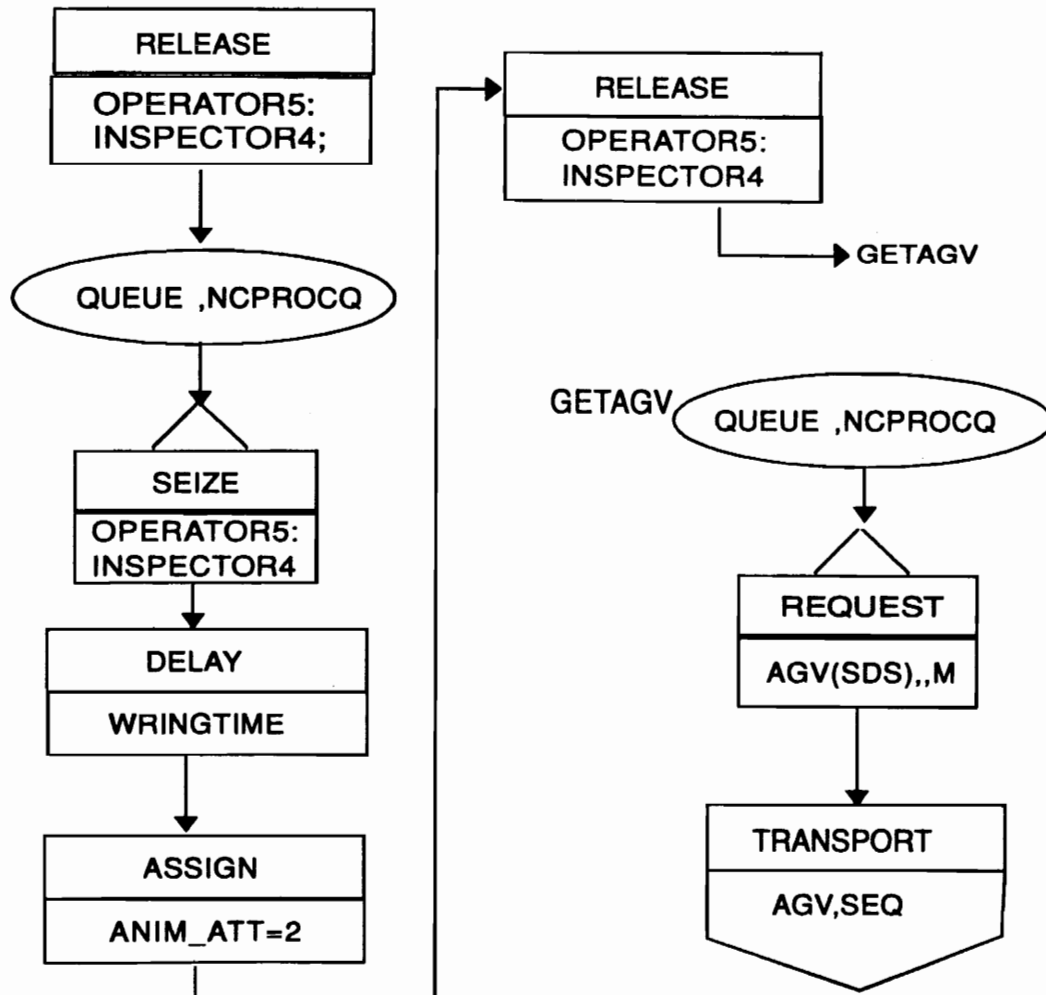 RELEASE
OPERATOR5:
INSPECTOR4;
QUEUE ,NCPROCQ
SEIZE
OPERATOR5:
INSPECTOR4
DELAY
WRINGTIME
ASSIGN
ANIM_ATT=2
RELEASE
OPERATOR5:
INSPECTOR4
GETAGV
GETAGV
QUEUE ,NCPROCQ
REQUEST
AGV(SDS),,M
TRANSPORT
AGV,SEQ